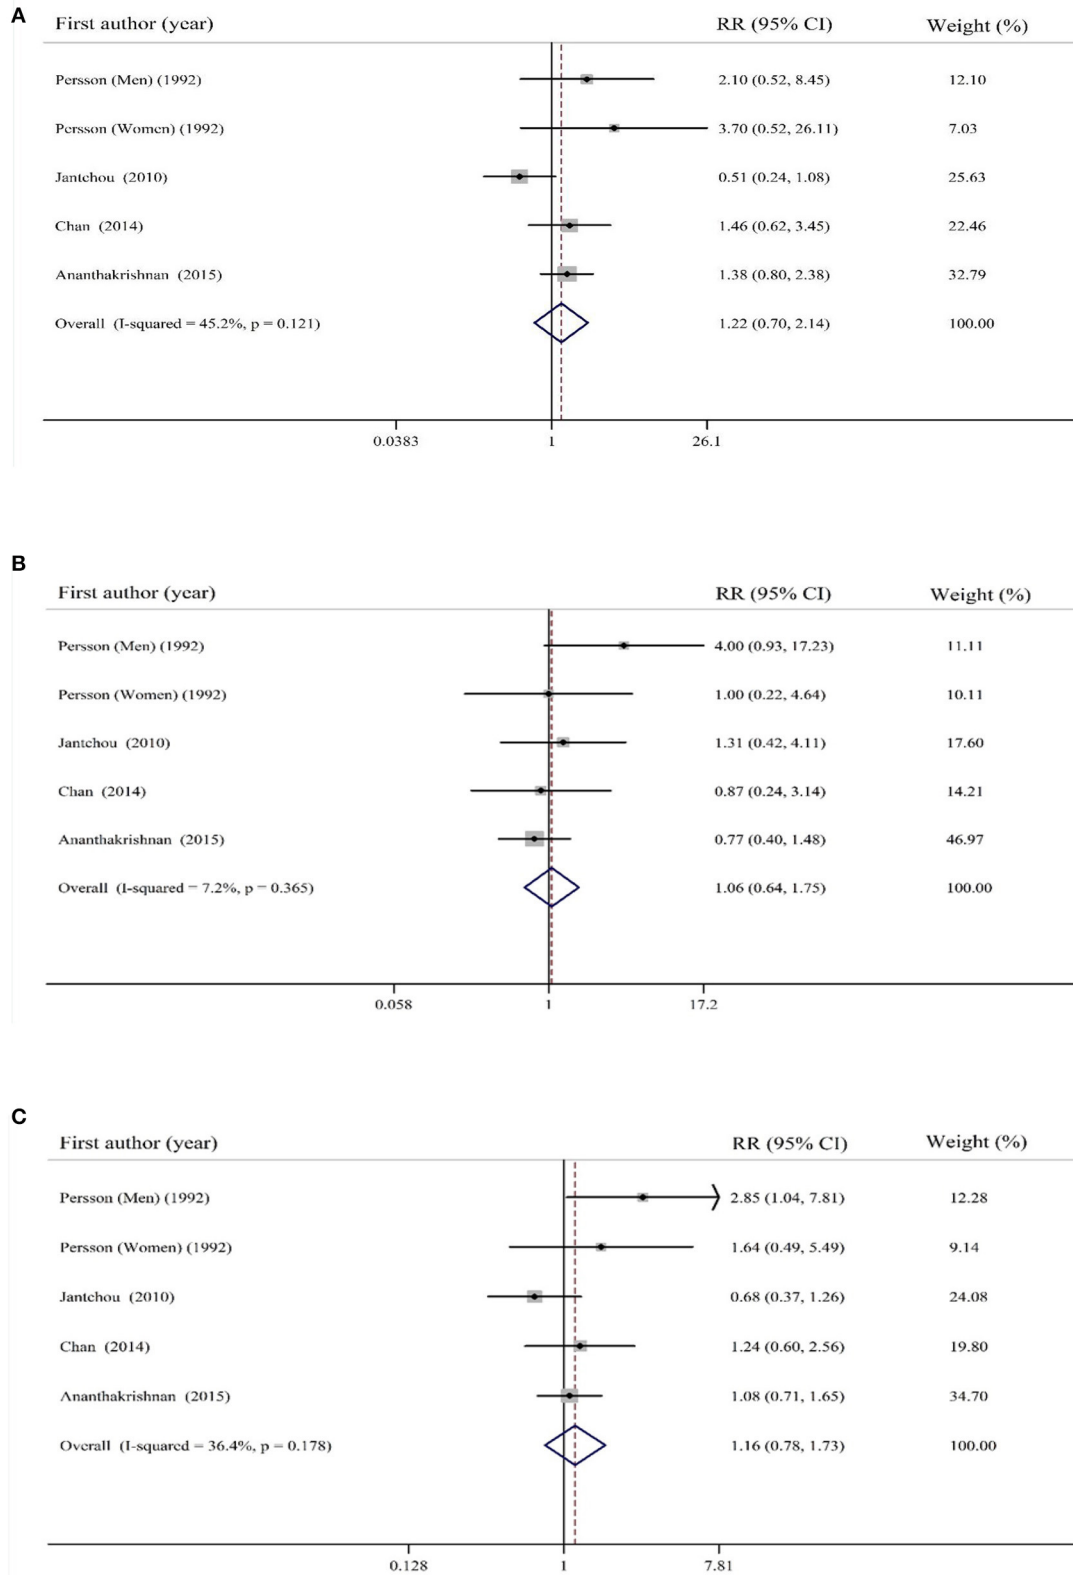 A
First author (year) RR (95% CI) Weight (%)
Persson (Men) (1992) 2.10 (0.52, 8.45) 12.10
Persson (Women) (1992) 3.70 (0.52, 26.11) 7.03
Jantchou (2010) 0.51 (0.24, 1.08) 25.63
Chan (2014) 1.46 (0.62, 3.45) 22.46
Ananthakrishnan (2015) 1.38 (0.80, 2.38) 32.79
Overall (I-squared = 45.2%, p = 0.121) 1.22 (0.70, 2.14) 100.00
0.0383 1 26.1
B
First author (year) RR (95% CI) Weight (%)
Persson (Men) (1992) 4.00 (0.93, 17.23) 11.11
Persson (Women) (1992) 1.00 (0.22, 4.64) 10.11
Jantchou (2010) 1.31 (0.42, 4.11) 17.60
Chan (2014) 0.87 (0.24, 3.14) 14.21
Ananthakrishnan (2015) 0.77 (0.40, 1.48) 46.97
Overall (I-squared = 7.2%, p = 0.365) 1.06 (0.64, 1.75) 100.00
0.058 1 17.2
C
First author (year) RR (95% CI) Weight (%)
Persson (Men) (1992) 2.85 (1.04, 7.81) 12.28
Persson (Women) (1992) 1.64 (0.49, 5.49) 9.14
Jantchou (2010) 0.68 (0.37, 1.26) 24.08
Chan (2014) 1.24 (0.60, 2.56) 19.80
Ananthakrishnan (2015) 1.08 (0.71, 1.65) 34.70
Overall (I-squared = 36.4%, p = 0.178) 1.16 (0.78, 1.73) 100.00
0.128 1 7.81